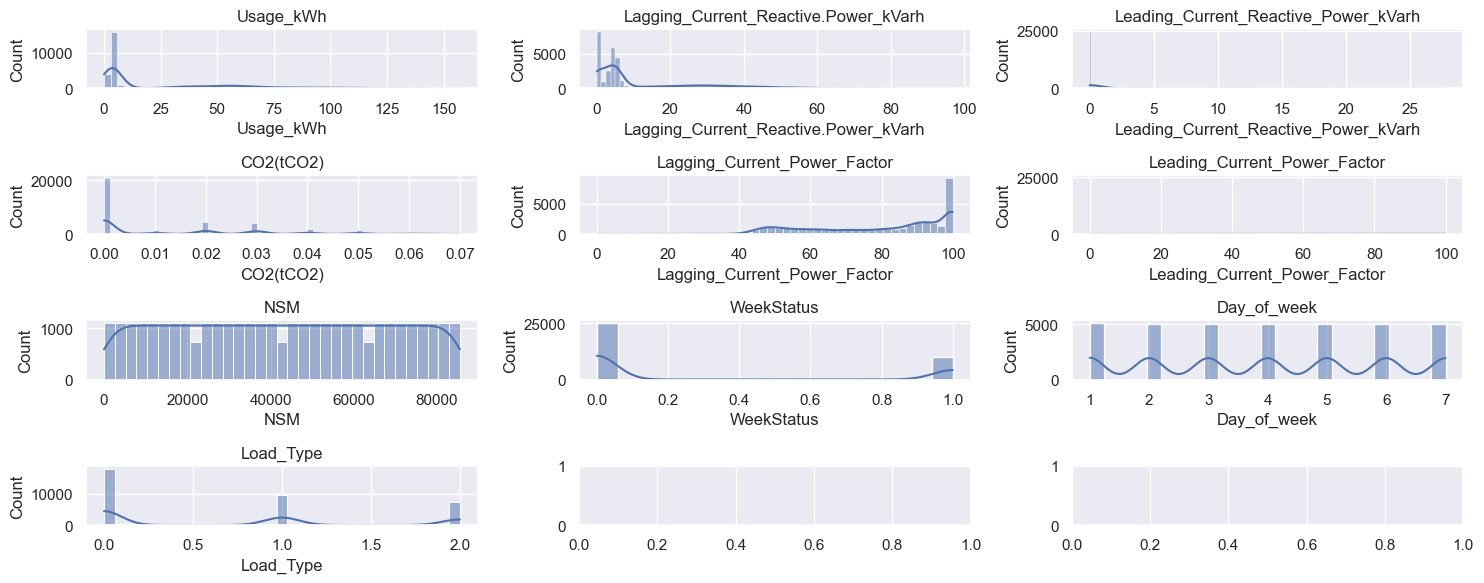 Usage_kWh
Count
10000
0
0 25 50 75 100 125 150
Usage_kWh
Lagging_Current_Reactive.Power_kVarh
Count
5000
0
0 20 40 60 80 100
Lagging_Current_Reactive.Power_kVarh
Leading_Current_Reactive_Power_kVarh
Count
25000
0
0 5 10 15 20 25
Leading_Current_Reactive_Power_kVarh
CO2(tCO2)
Count
20000
0
0.00 0.01 0.02 0.03 0.04 0.05 0.06 0.07
CO2(tCO2)
Lagging_Current_Power_Factor
Count
5000
0
0 20 40 60 80 100
Lagging_Current_Power_Factor
Leading_Current_Power_Factor
Count
25000
0
0 20 40 60 80 100
Leading_Current_Power_Factor
NSM
Count
1000
0
0 20000 40000 60000 80000
NSM
WeekStatus
Count
25000
0
0.0 0.2 0.4 0.6 0.8 1.0
WeekStatus
Day_of_week
Count
5000
0
1 2 3 4 5 6 7
Day_of_week
Load_Type
Count
10000
0
0.0 0.5 1.0 1.5 2.0
Load_Type
1
0
0.0 0.2 0.4 0.6 0.8 1.0
1
0
0.0 0.2 0.4 0.6 0.8 1.0